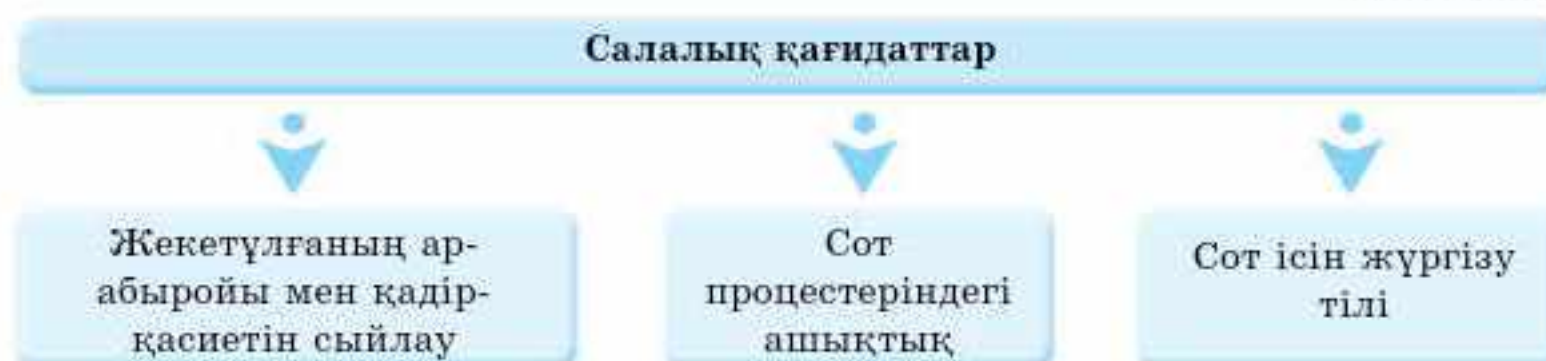 Салалық қағидаттар
Жекетұлғаның ар-
абыройы мен қадір-
қасиетін сыйлау
Сот
процестеріндегі
ашықтық
Сот ісін жүргізу
тілі